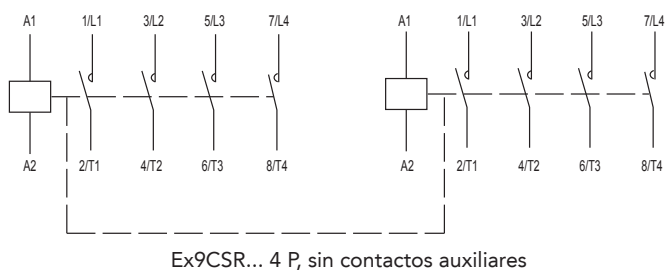 A1 1/L1 3/L2 5/L3 7/L4 A1 1/L1 3/L2 5/L3 7/L4
A2 2/T1 4/T2 6/T3 8/T4 A2 2/T1 4/T2 6/T3 8/T4
Ex9CSR... 4 P, sin contactos auxiliares